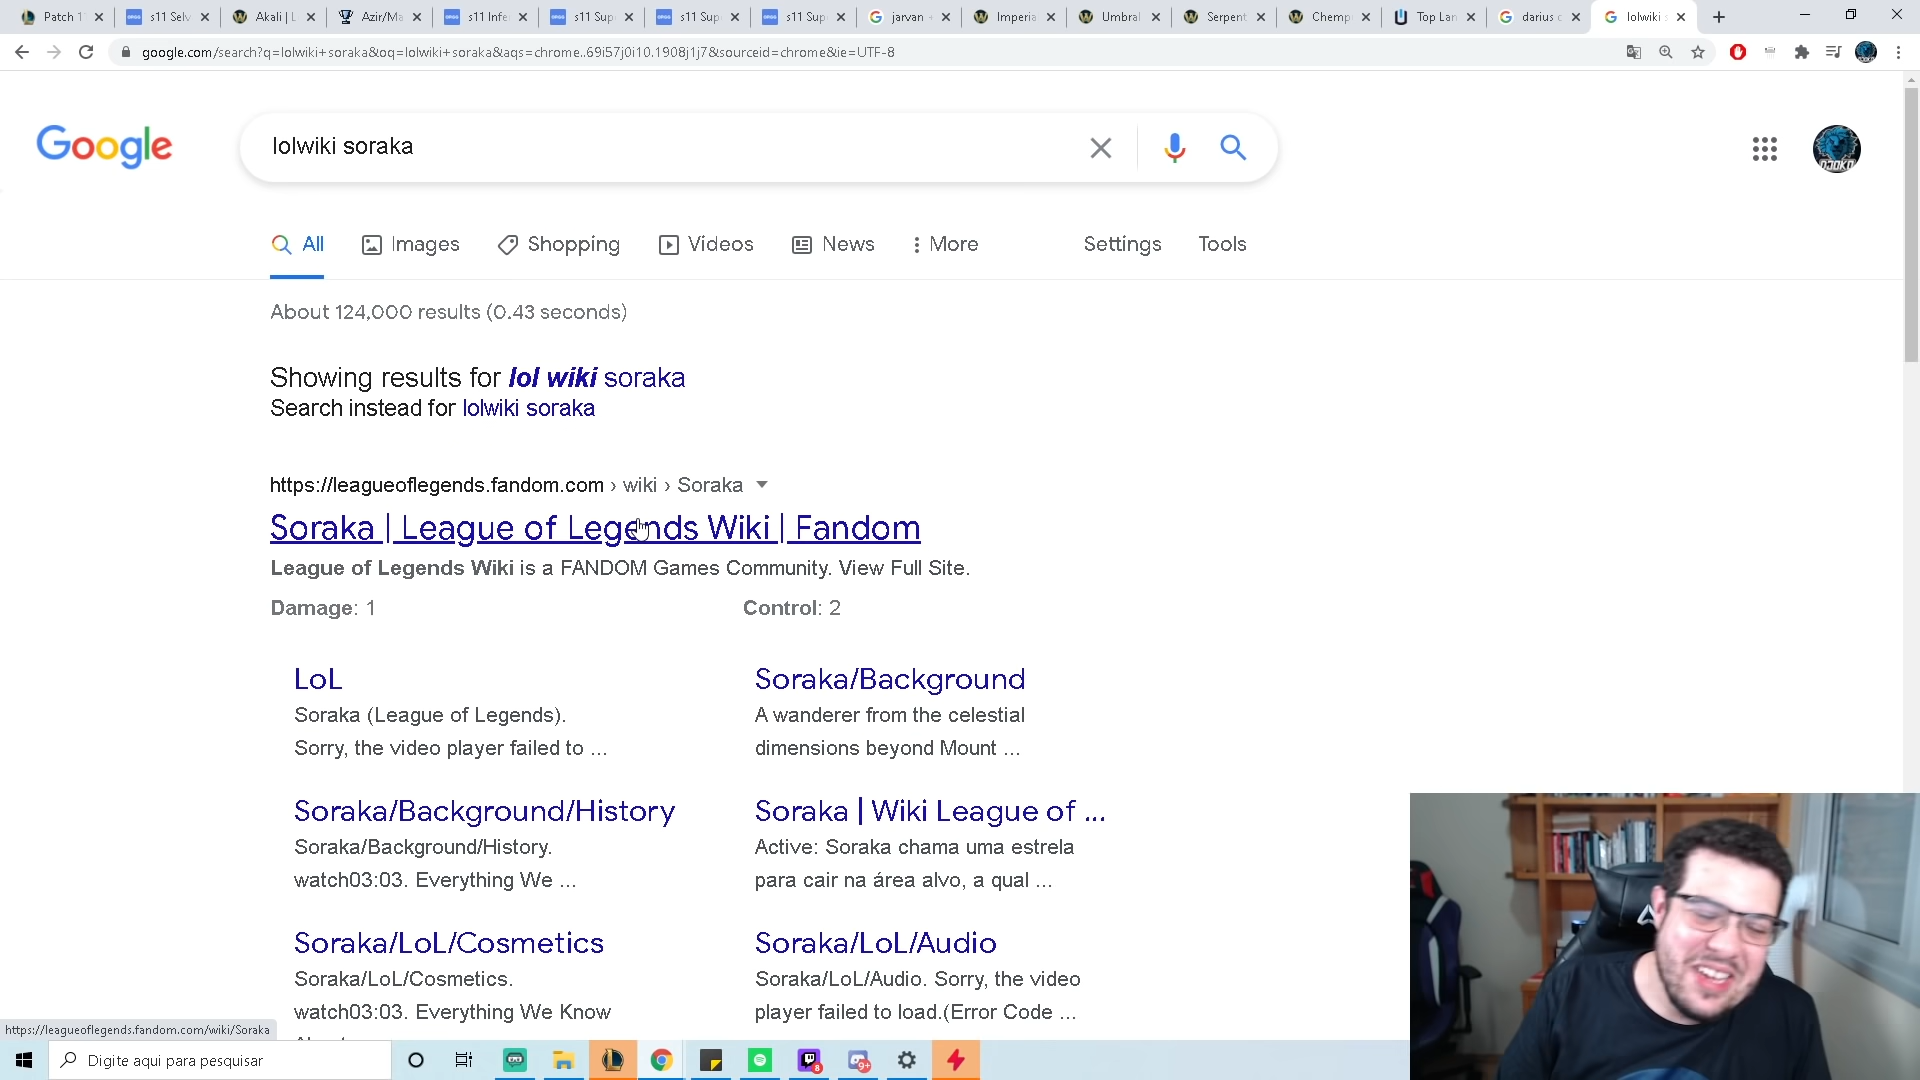 Patch 1
s11 Selv
Akali | L
Azir/Ma
s11 Infe
s11 Sup
s11 Sup
s11 Sup
jarvan
Imperia
Umbral
Serpent
Chemp
Top Lan
darius c
lolwiki s
google.com/search?q=lolwiki+soraka&oq=lolwiki+soraka&aqs=chrome..69i57j0i10.1908j1j7&sourceid=chrome&ie=UTF-8
Google
lolwiki soraka
OJOKO
All Images Shopping Videos News More Settings Tools
About 124,000 results (0.43 seconds)
Showing results for lol wiki soraka
Search instead for lolwiki soraka
https://leagueoflegends.fandom.com › wiki › Soraka
Soraka | League of Legends Wiki | Fandom
League of Legends Wiki is a FANDOM Games Community. View Full Site.
Damage: 1 Control: 2
LoL
Soraka (League of Legends).
Sorry, the video player failed to ...
Soraka/Background
A wanderer from the celestial
dimensions beyond Mount ...
Soraka/Background/History
Soraka/Background/History.
watch03:03. Everything We ...
Soraka | Wiki League of ...
Active: Soraka chama uma estrela
para cair na área alvo, a qual ...
Soraka/LoL/Cosmetics
Soraka/LoL/Cosmetics.
watch03:03. Everything We Know
Soraka/LoL/Audio
Soraka/LoL/Audio. Sorry, the video
player failed to load.(Error Code ...
https://leagueoflegends.fandom.com/wiki/Soraka
Digite aqui para pesquisar
8
9+